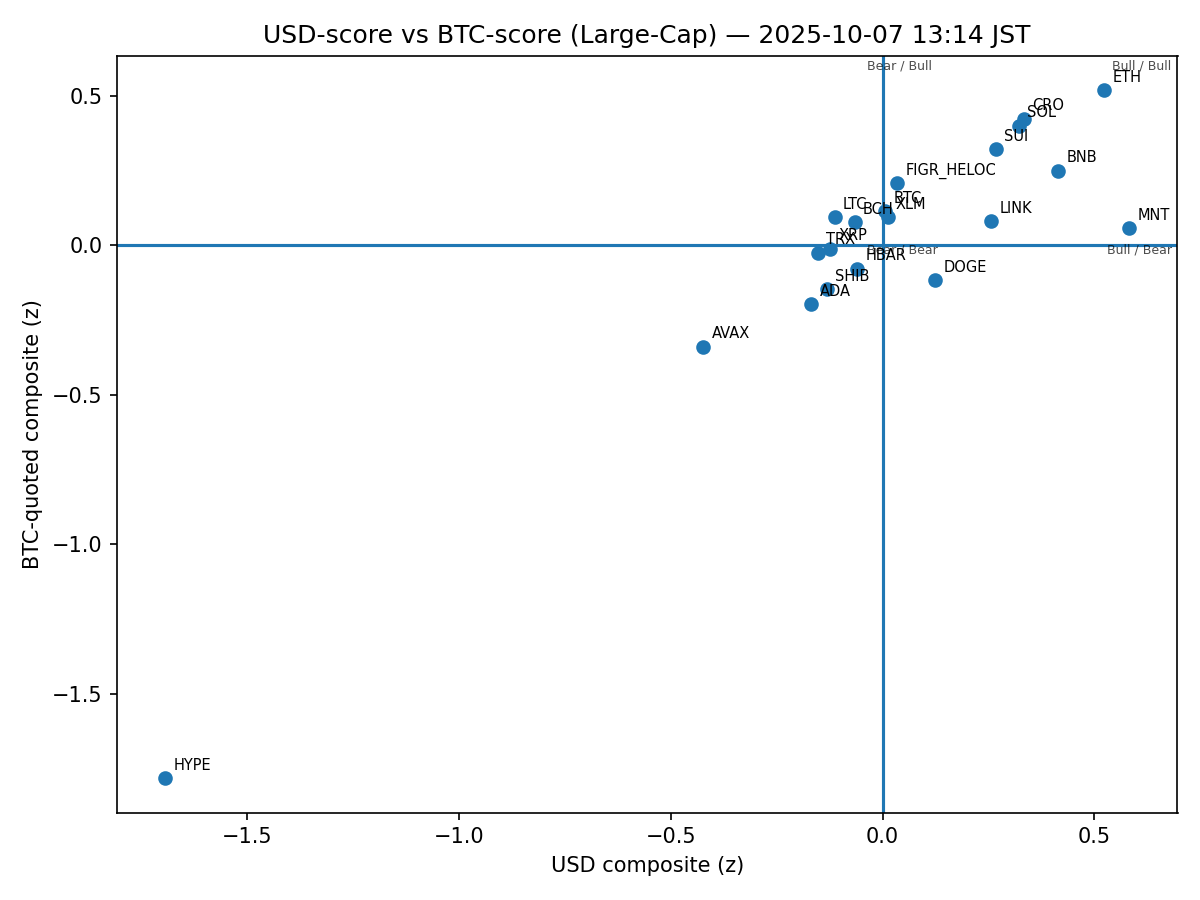 USD-score vs BTC-score (Large-Cap) — 2025-10-07 13:14 JST
Bear / Bull
Bull / Bull
ETH
CRO
SOL
SUI
BNB
FIGR_HELOC
BTC
XLM
LTC
BCH
LINK
MNT
XRP
TRX
Bear / Bear
Bull / Bear
HBAR
DOGE
SHIB
ADA
AVAX
HYPE
0.5
0.0
−0.5
−1.0
−1.5
BTC-quoted composite (z)
−1.5
−1.0
−0.5
0.0
0.5
USD composite (z)